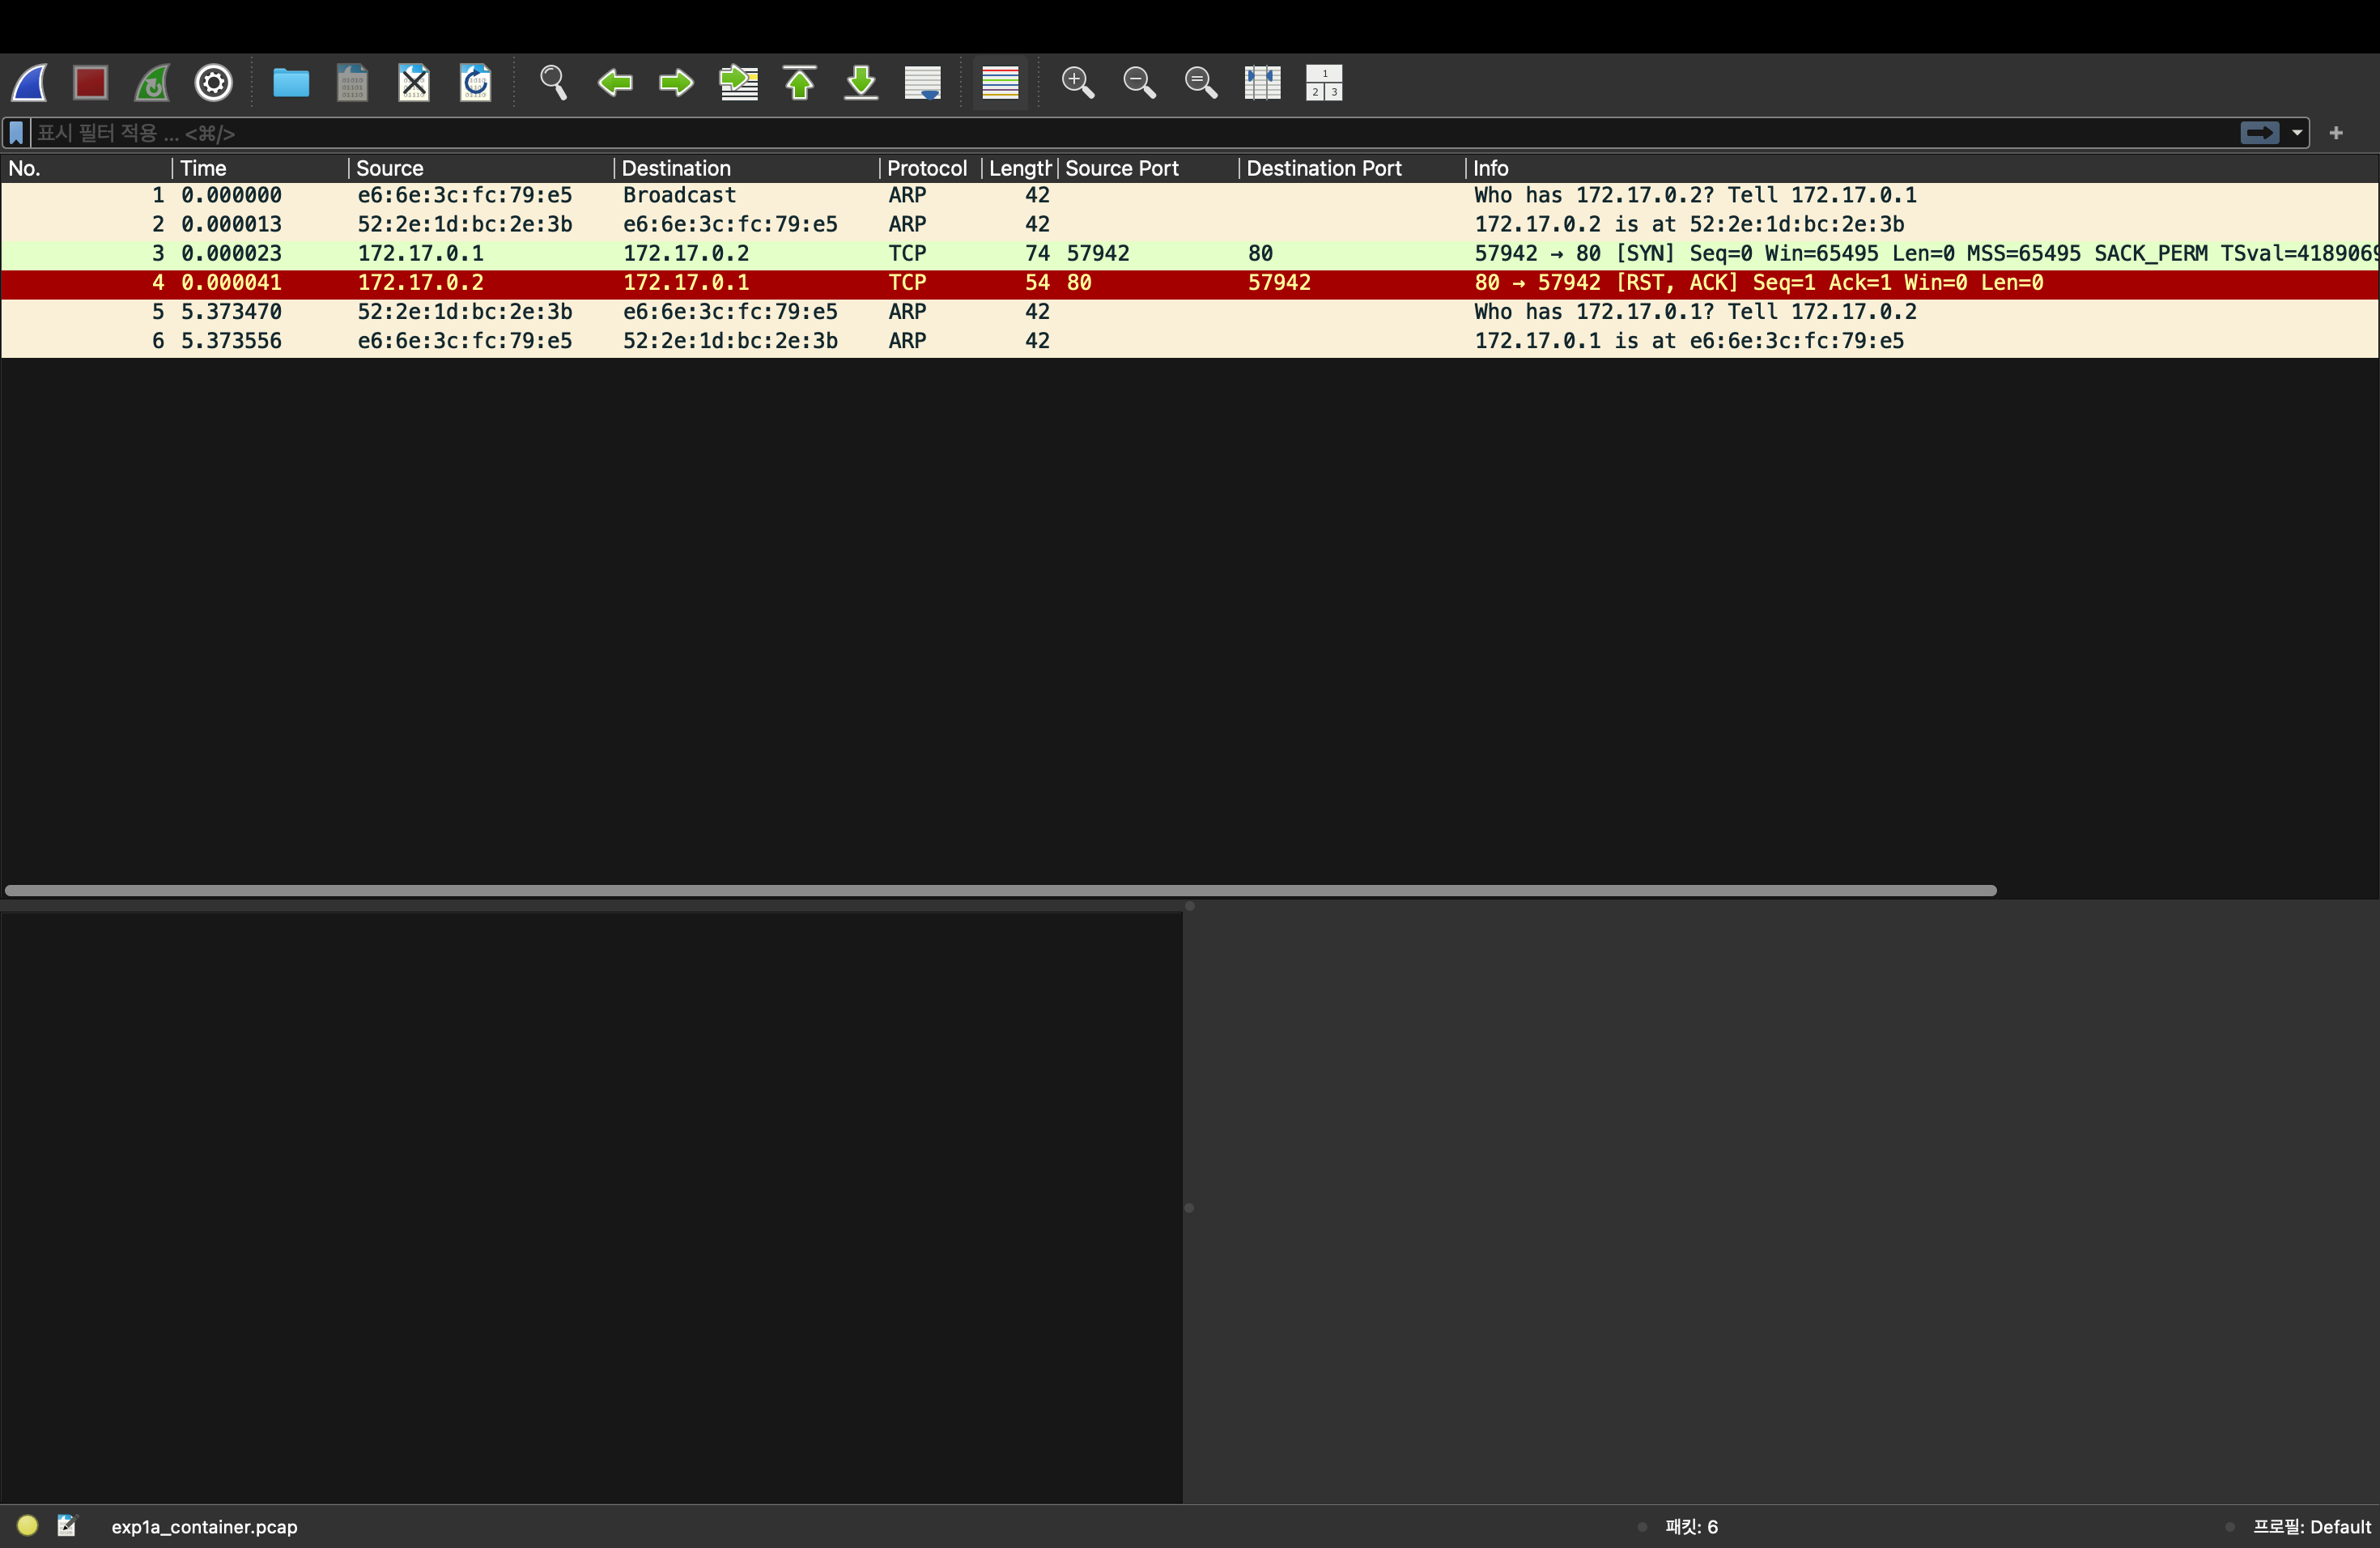 표시 필터 적용 ... <⌘/>
No. Time Source Destination Protocol Length Source Port Destination Port Info
1 0.000000 e6:6e:3c:fc:79:e5 Broadcast ARP 42 Who has 172.17.0.2? Tell 172.17.0.1
2 0.000013 52:2e:1d:bc:2e:3b e6:6e:3c:fc:79:e5 ARP 42 172.17.0.2 is at 52:2e:1d:bc:2e:3b
3 0.000023 172.17.0.1 172.17.0.2 TCP 74 57942 80 57942 → 80 [SYN] Seq=0 Win=65495 Len=0 MSS=65495 SACK_PERM TSval=4189069
4 0.000041 172.17.0.2 172.17.0.1 TCP 54 80 57942 80 → 57942 [RST, ACK] Seq=1 Ack=1 Win=0 Len=0
5 5.373470 52:2e:1d:bc:2e:3b e6:6e:3c:fc:79:e5 ARP 42 Who has 172.17.0.1? Tell 172.17.0.2
6 5.373556 e6:6e:3c:fc:79:e5 52:2e:1d:bc:2e:3b ARP 42 172.17.0.1 is at e6:6e:3c:fc:79:e5
exp1a_container.pcap 패킷: 6 프로필: Default